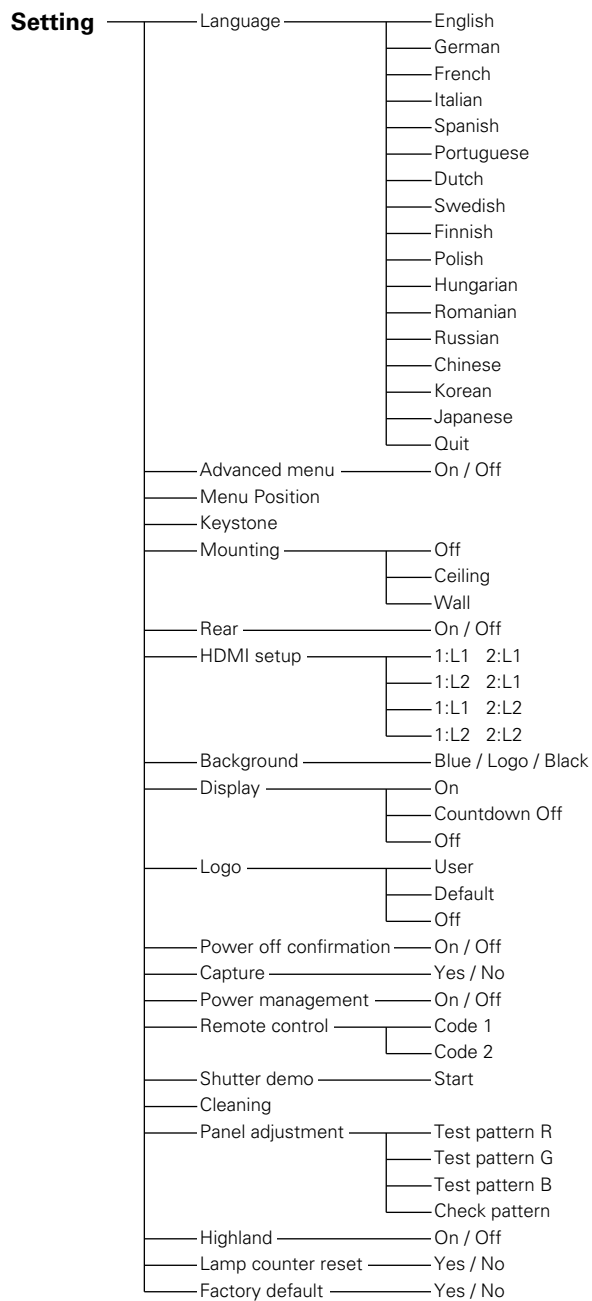 Setting Language English
German
French
Italian
Spanish
Portuguese
Dutch
Swedish
Finnish
Polish
Hungarian
Romanian
Russian
Chinese
Korean
Japanese
Quit
Advanced menu On / Off
Menu Position
Keystone
Mounting Off
Ceiling
Wall
Rear On / Off
HDMI setup 1:L1 2:L1
1:L2 2:L1
1:L1 2:L2
1:L2 2:L2
Background Blue / Logo / Black
Display On
Countdown Off
Off
Logo User
Default
Off
Power off confirmation On / Off
Capture Yes / No
Power management On / Off
Remote control Code 1
Code 2
Shutter demo Start
Cleaning
Panel adjustment Test pattern R
Test pattern G
Test pattern B
Check pattern
Highland On / Off
Lamp counter reset Yes / No
Factory default Yes / No